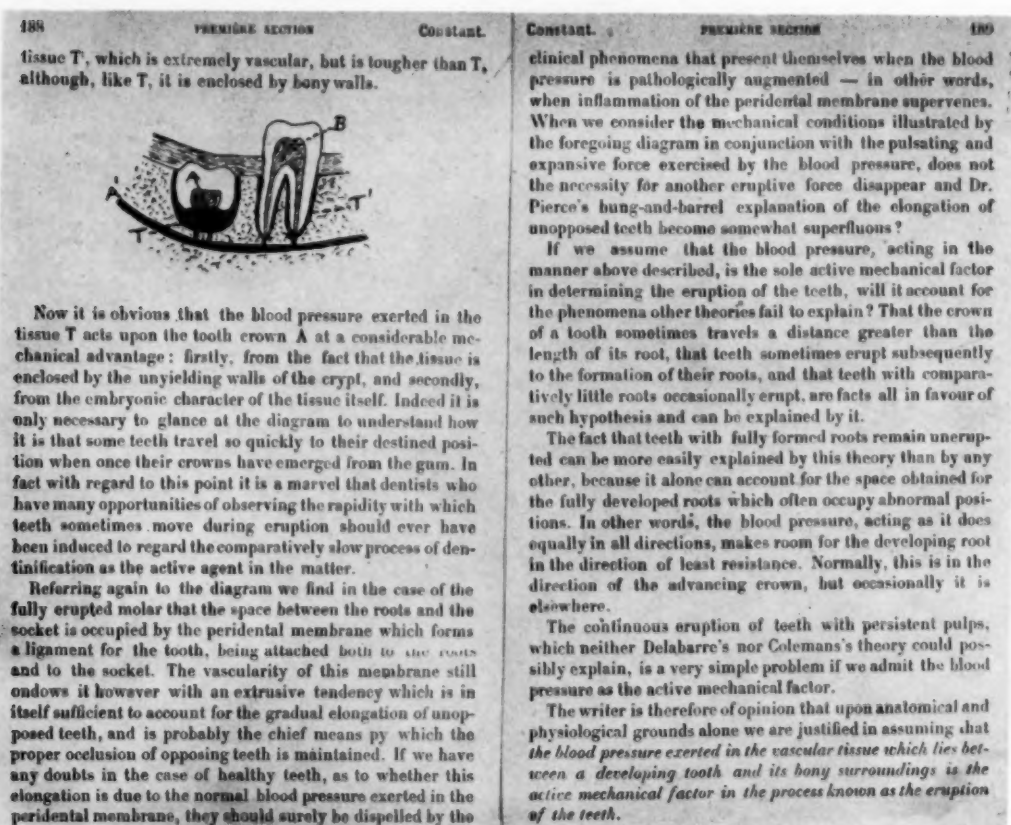 188 PREMIÈRE SECTION Constant.
tissue T', which is extremely vascular, but is tougher than T,
although, like T, it is enclosed by bony walls.
B
A
T'
T
Now it is obvious that the blood pressure exerted in the
tissue T acts upon the tooth crown A at a considerable me-
chanical advantage : firstly, from the fact that the tissue is
enclosed by the unyielding walls of the crypt, and secondly,
from the embryonic character of the tissue itself. Indeed it is
only necessary to glance at the diagram to understand how
it is that some teeth travel so quickly to their destined posi-
tion when once their crowns have emerged from the gum. In
fact with regard to this point it is a marvel that dentists who
have many opportunities of observing the rapidity with which
teeth sometimes move during eruption should ever have
been induced to regard the comparatively slow process of den-
tinification as the active agent in the matter.
Referring again to the diagram we find in the case of the
fully erupted molar that the space between the roots and the
socket is occupied by the peridental membrane which forms
a ligament for the tooth, being attached both to the roots
and to the socket. The vascularity of this membrane still
endows it however with an extrusive tendency which is in
itself sufficient to account for the gradual elongation of unop-
posed teeth, and is probably the chief means py which the
proper occlusion of opposing teeth is maintained. If we have
any doubts in the case of healthy teeth, as to whether this
elongation is due to the normal blood pressure exerted in the
peridental membrane, they should surely be dispelled by the
Constant. PREMIÈRE SECTION 189
clinical phenomena that present themselves when the blood
pressure is pathologically augmented — in other words,
when inflammation of the peridental membrane supervenes.
When we consider the mechanical conditions illustrated by
the foregoing diagram in conjunction with the pulsating and
expansive force exercised by the blood pressure, does not
the necessity for another eruptive force disappear and Dr.
Pierce's bung-and-barrel explanation of the elongation of
unopposed teeth become somewhat superfluous ?
If we assume that the blood pressure, acting in the
manner above described, is the sole active mechanical factor
in determining the eruption of the teeth, will it account for
the phenomena other theories fail to explain ? That the crown
of a tooth sometimes travels a distance greater than the
length of its root, that teeth sometimes erupt subsequently
to the formation of their roots, and that teeth with compara-
tively little roots occasionally erupt, are facts all in favour of
such hypothesis and can be explained by it.
The fact that teeth with fully formed roots remain unerup-
ted can be more easily explained by this theory than by any
other, because it alone can account for the space obtained for
the fully developed roots which often occupy abnormal posi-
tions. In other words, the blood pressure, acting as it does
equally in all directions, makes room for the developing root
in the direction of least resistance. Normally, this is in the
direction of the advancing crown, but occasionally it is
elsewhere.
The continuous eruption of teeth with persistent pulps,
which neither Delabarre's nor Colemans's theory could pos-
sibly explain, is a very simple problem if we admit the blood
pressure as the active mechanical factor.
The writer is therefore of opinion that upon anatomical and
physiological grounds alone we are justified in assuming that
the blood pressure exerted in the vascular tissue which lies bet-
ween a developing tooth and its bony surroundings is the
active mechanical factor in the process known as the eruption
of the teeth.